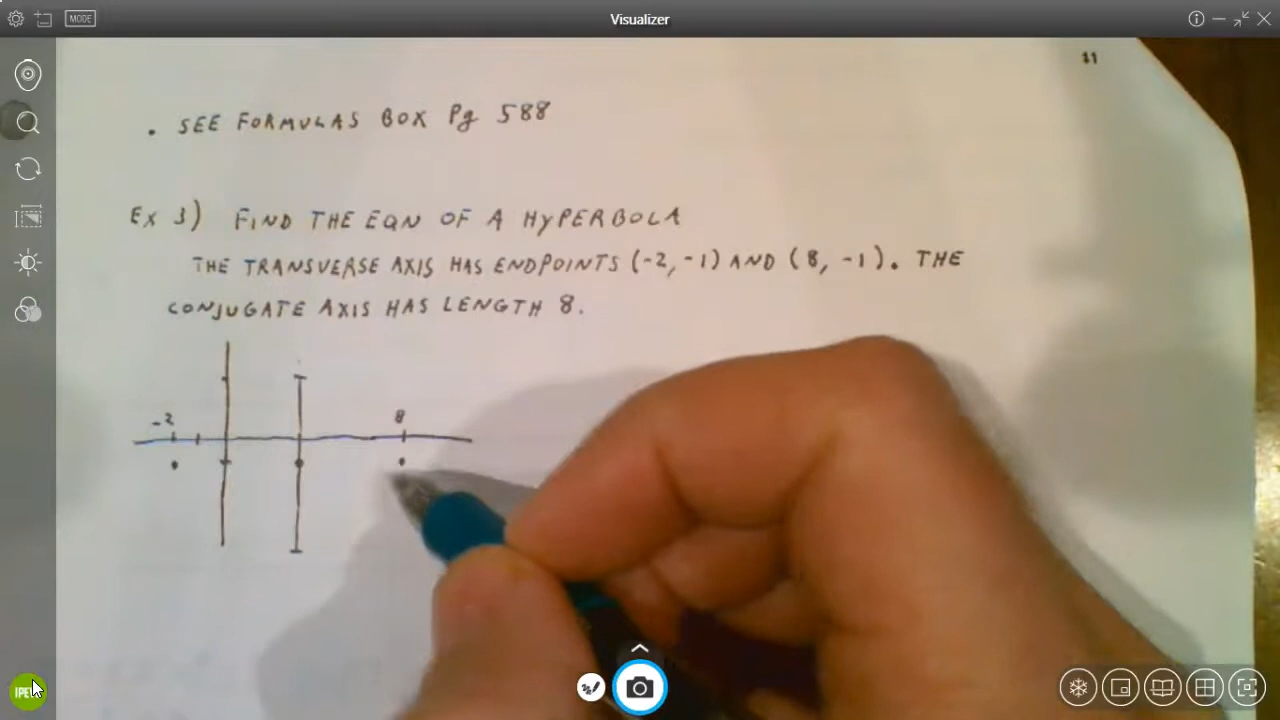 MODE
Visualizer
11
. SEE FORMULAS BOX Pg 588
Ex 3) FIND THE EQN OF A HYPERBOLA
THE TRANSVERSE AXIS HAS ENDPOINTS (-2, -1) AND (8, -1). THE
CONJUGATE AXIS HAS LENGTH 8.
-2
8
IPE